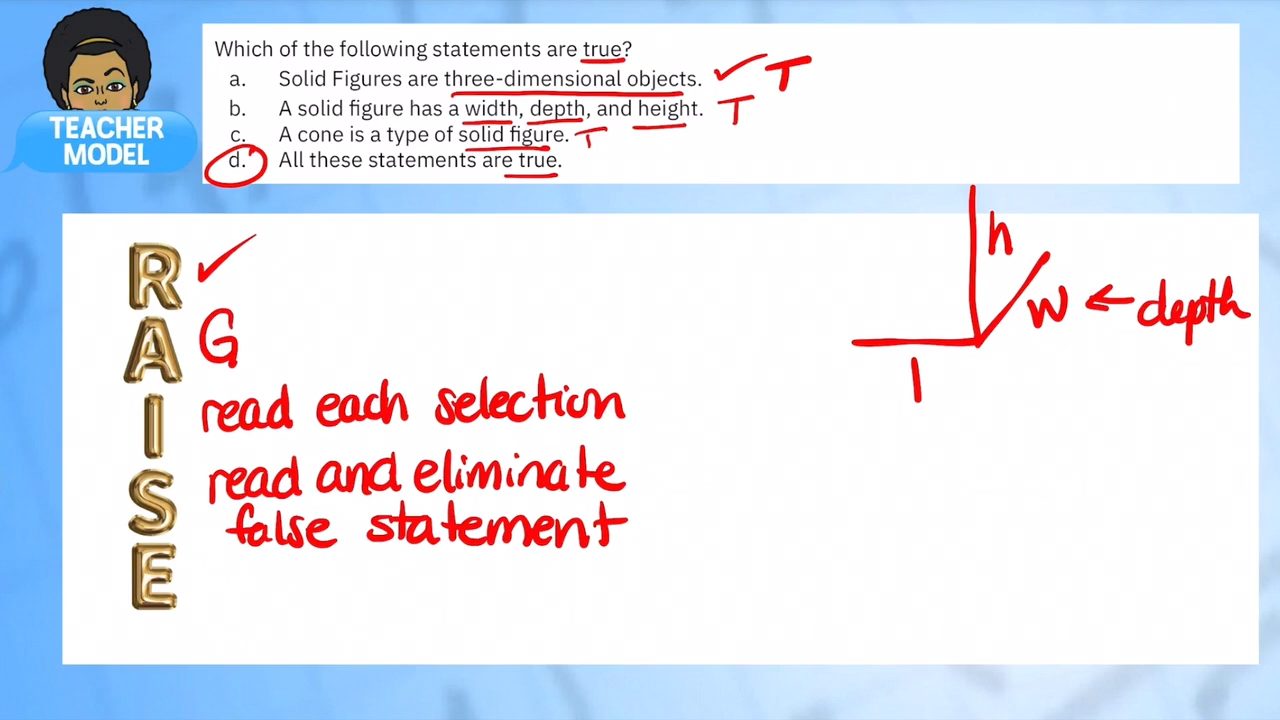 TEACHER
MODEL
Which of the following statements are true?
a. Solid Figures are three-dimensional objects. ✓ T
b. A solid figure has a width, depth, and height. T
c. A cone is a type of solid figure. T
d. All these statements are true.
R ✓
A G
I read each selection
S read and eliminate
false statement
E
h
w ← depth
l